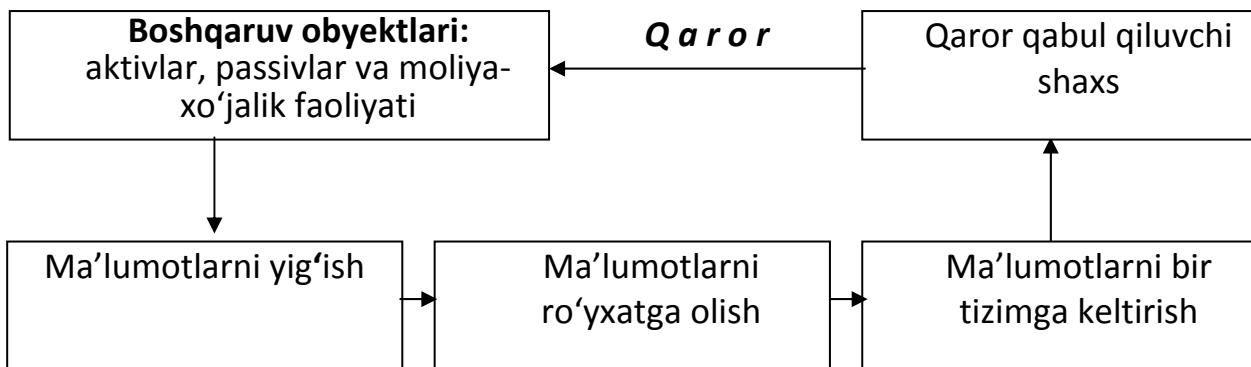 Boshqaruv obyektlari:
aktivlar, passivlar va moliya-
xo‘jalik faoliyati
Q a r o r
Qaror qabul qiluvchi
shaxs
Ma’lumotlarni yig‘ish
Ma’lumotlarni
ro‘yxatga olish
Ma’lumotlarni bir
tizimga keltirish